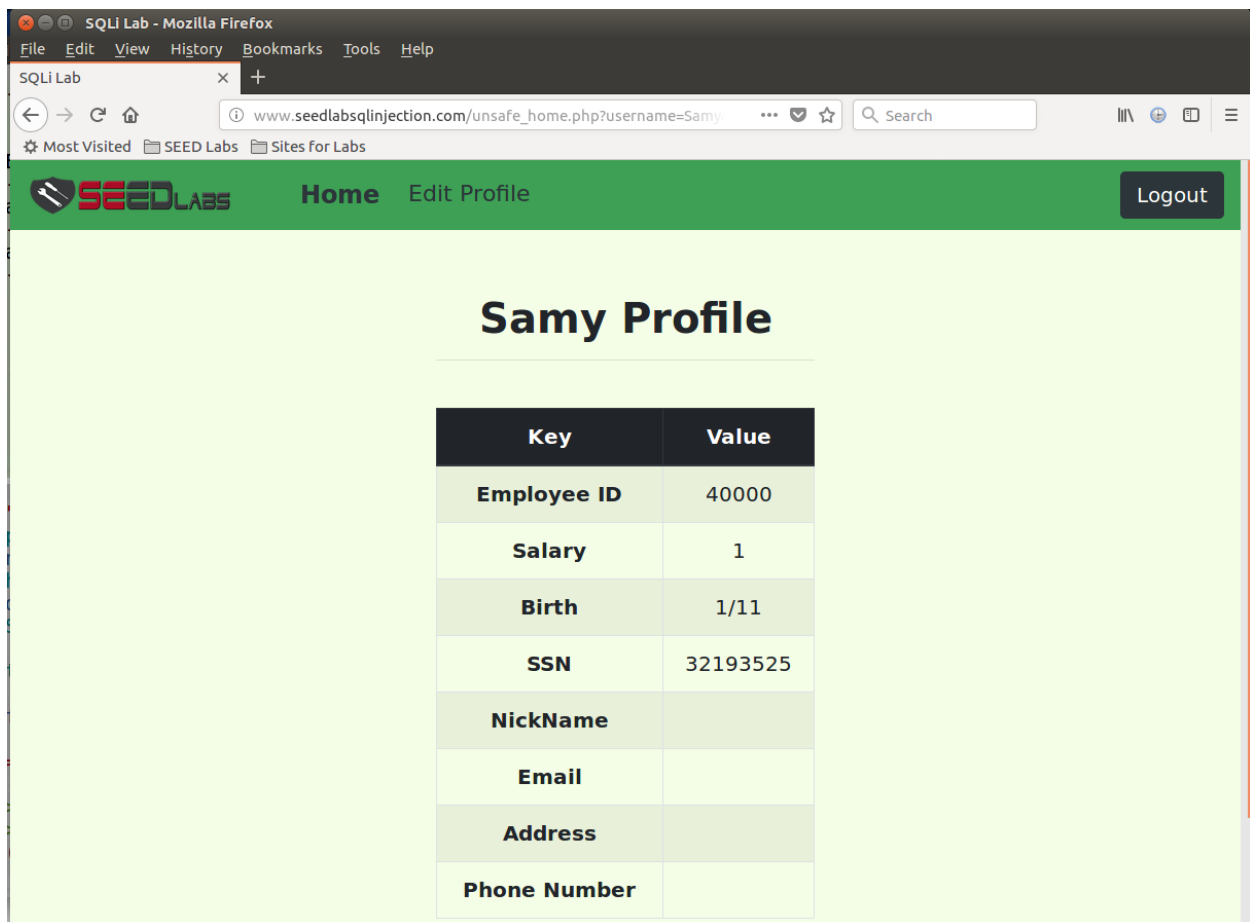 SQLi Lab - Mozilla Firefox
File Edit View History Bookmarks Tools Help
SQLi Lab
www.seedlabsqlinjection.com/unsafe_home.php?username=Samy
Search
Most Visited SEED Labs Sites for Labs
SEEDLABS Home Edit Profile Logout
Samy Profile
Key Value
Employee ID 40000
Salary 1
Birth 1/11
SSN 32193525
NickName
Email
Address
Phone Number